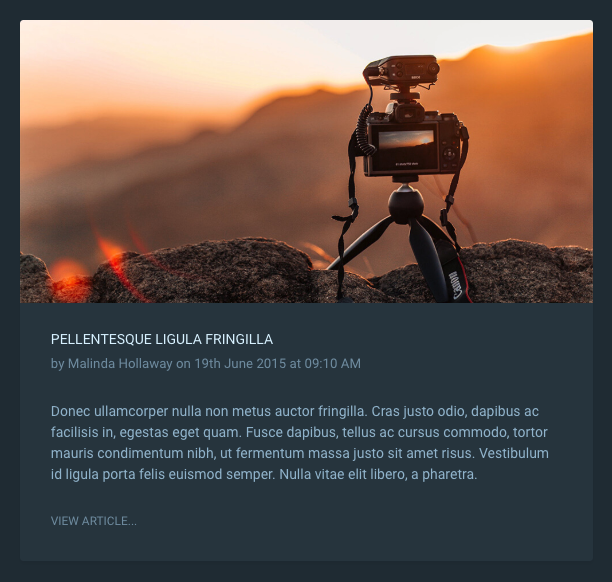 Canon
PELLENTESQUE LIGULA FRINGILLA
by Malinda Hollaway on 19th June 2015 at 09:10 AM
Donec ullamcorper nulla non metus auctor fringilla. Cras justo odio, dapibus ac
facilisis in, egestas eget quam. Fusce dapibus, tellus ac cursus commodo, tortor
mauris condimentum nibh, ut fermentum massa justo sit amet risus. Vestibulum
id ligula porta felis euismod semper. Nulla vitae elit libero, a pharetra.
VIEW ARTICLE...